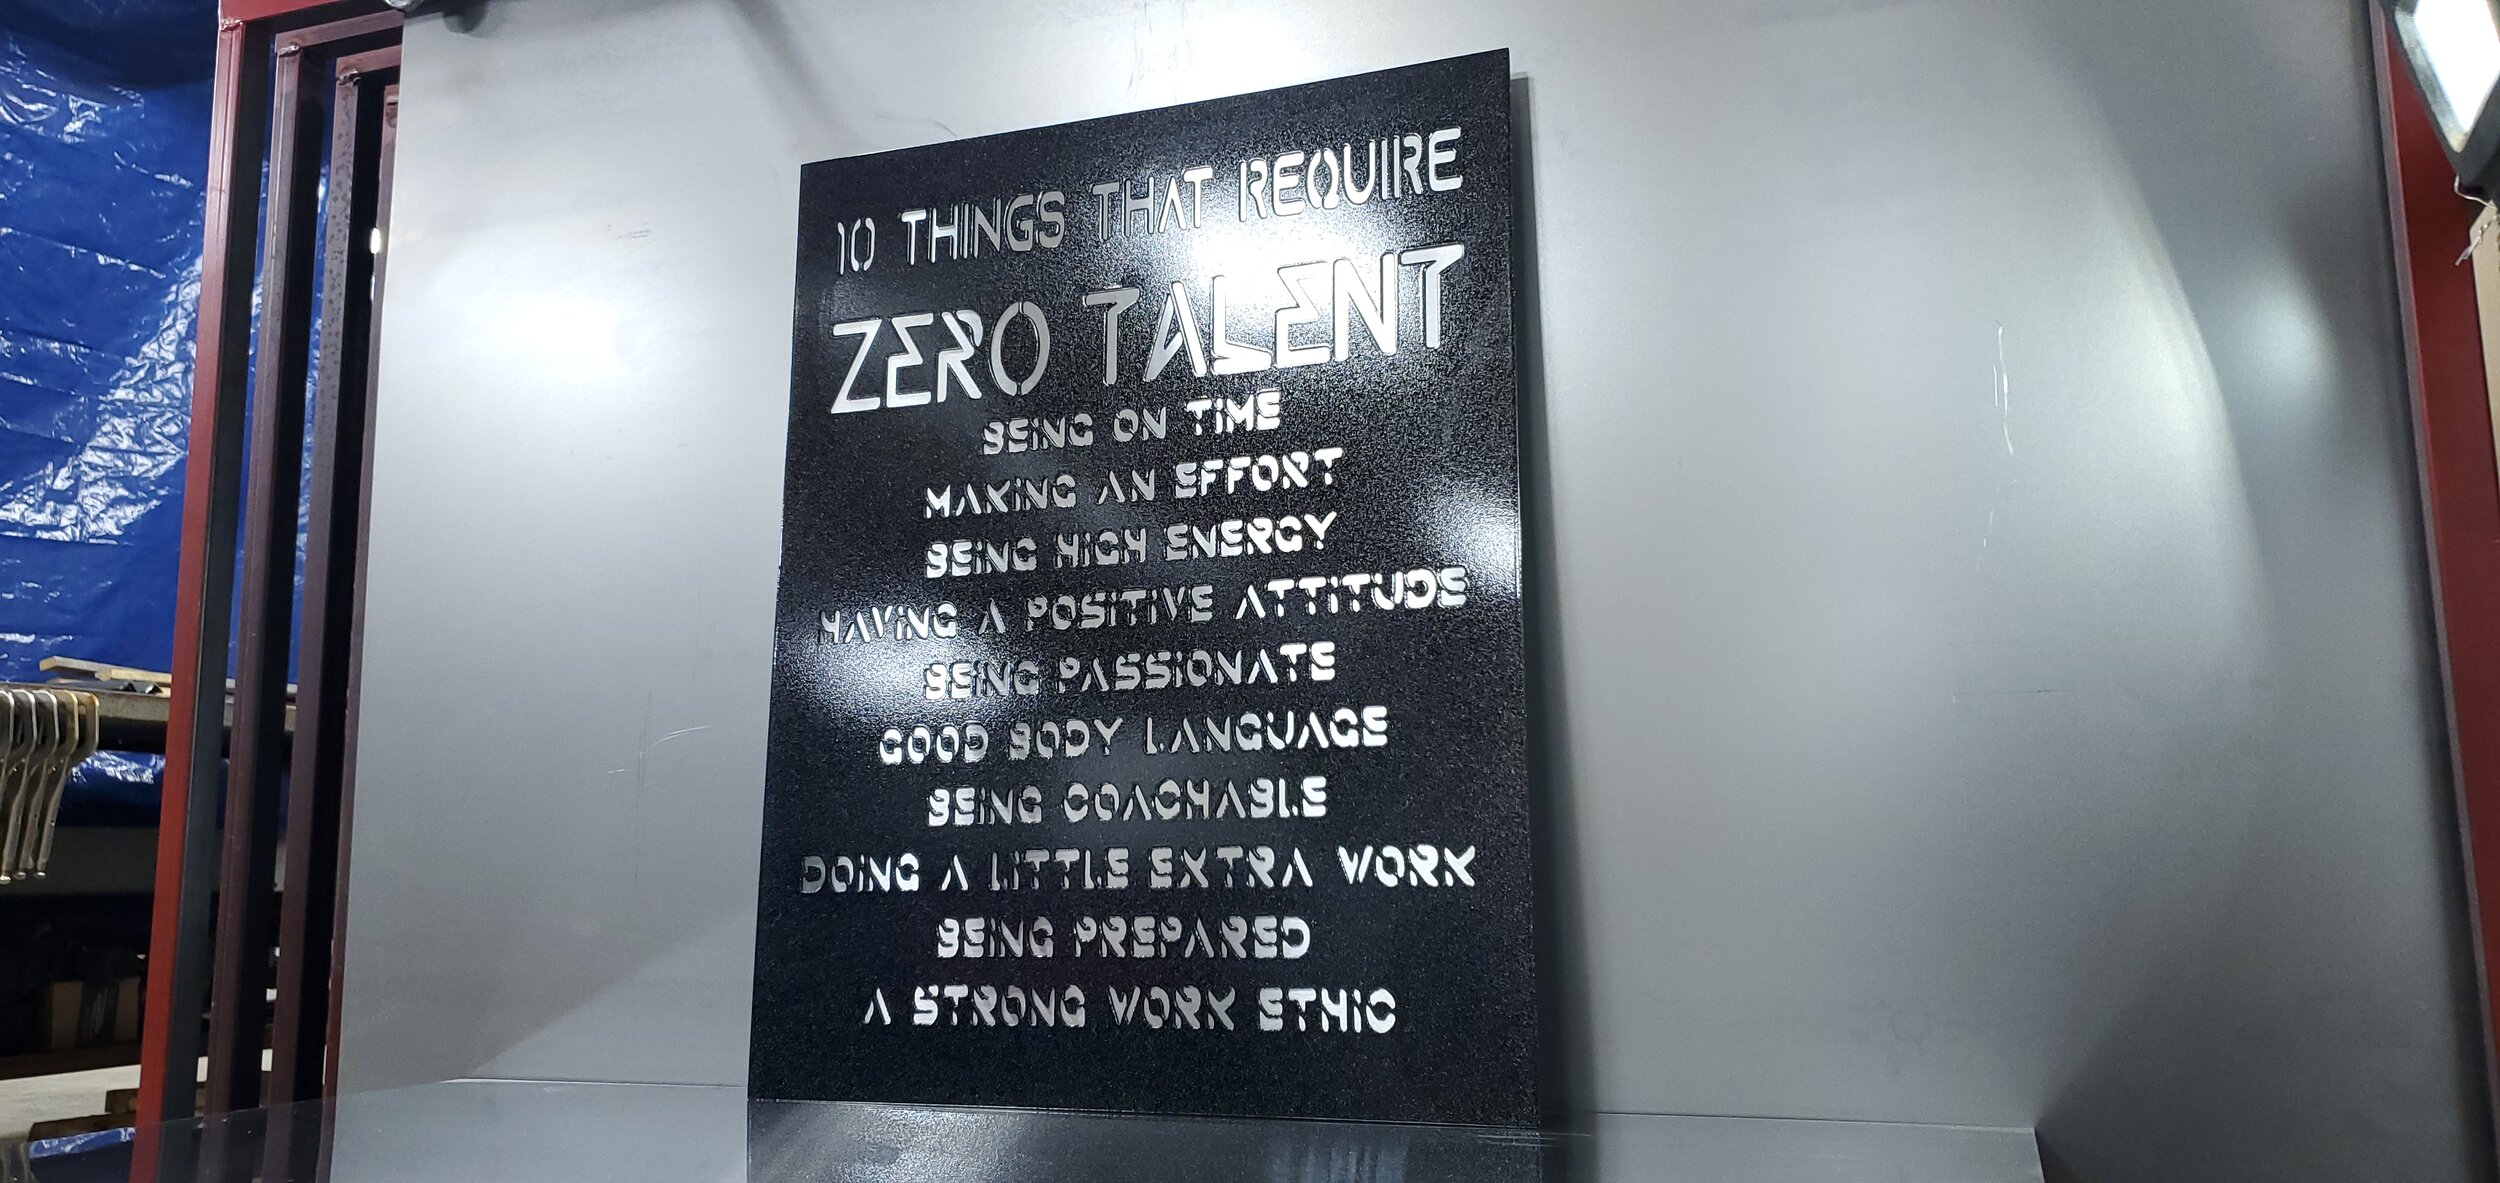 10 THINGS THAT REQUIRE
ZERO TALENT
BEING ON TIME
MAKING AN EFFORT
BEING HIGH ENERGY
HAVING A POSITIVE ATTITUDE
BEING PASSIONATE
GOOD BODY LANGUAGE
BEING COACHABLE
DOING A LITTLE EXTRA WORK
BEING PREPARED
A STRONG WORK ETHIC